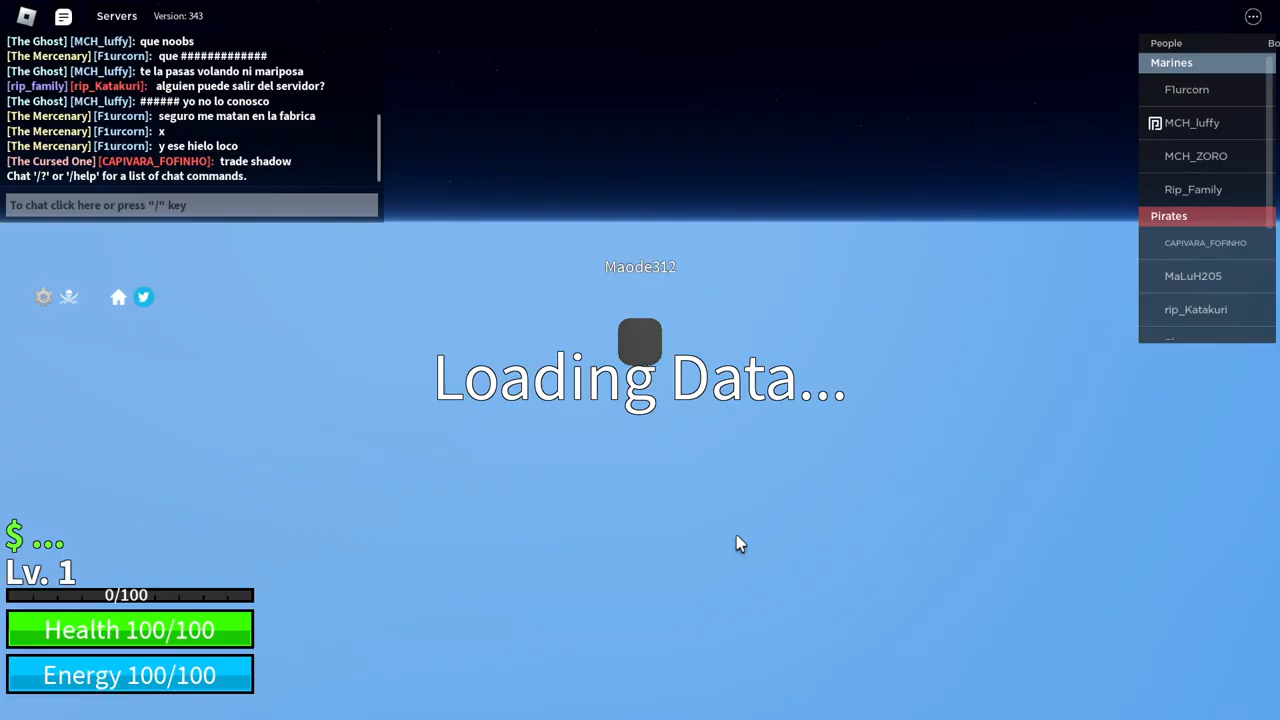 Servers Version: 343
[The Ghost] [MCH_luffy]: que noobs
[The Mercenary] [F1urcorn]: que #############
[The Ghost] [MCH_luffy]: te la pasas volando ni mariposa
[rip_family] [rip_Katakuri]: alguien puede salir del servidor?
[The Ghost] [MCH_luffy]: ###### yo no lo conosco
[The Mercenary] [F1urcorn]: seguro me matan en la fabrica
[The Mercenary] [F1urcorn]: x
[The Mercenary] [F1urcorn]: y ese hielo loco
[The Cursed One] [CAPIVARA_FOFINHO]: trade shadow
Chat '/?' or '/help' for a list of chat commands.
To chat click here or press "/" key
People Bo
Marines
F1urcorn
MCH_luffy
MCH_ZORO
Rip_Family
Pirates
CAPIVARA_FOFINHO
MaLuH205
rip_Katakuri
Maode312
Loading Data...
$ ...
Lv. 1
0/100
Health 100/100
Energy 100/100